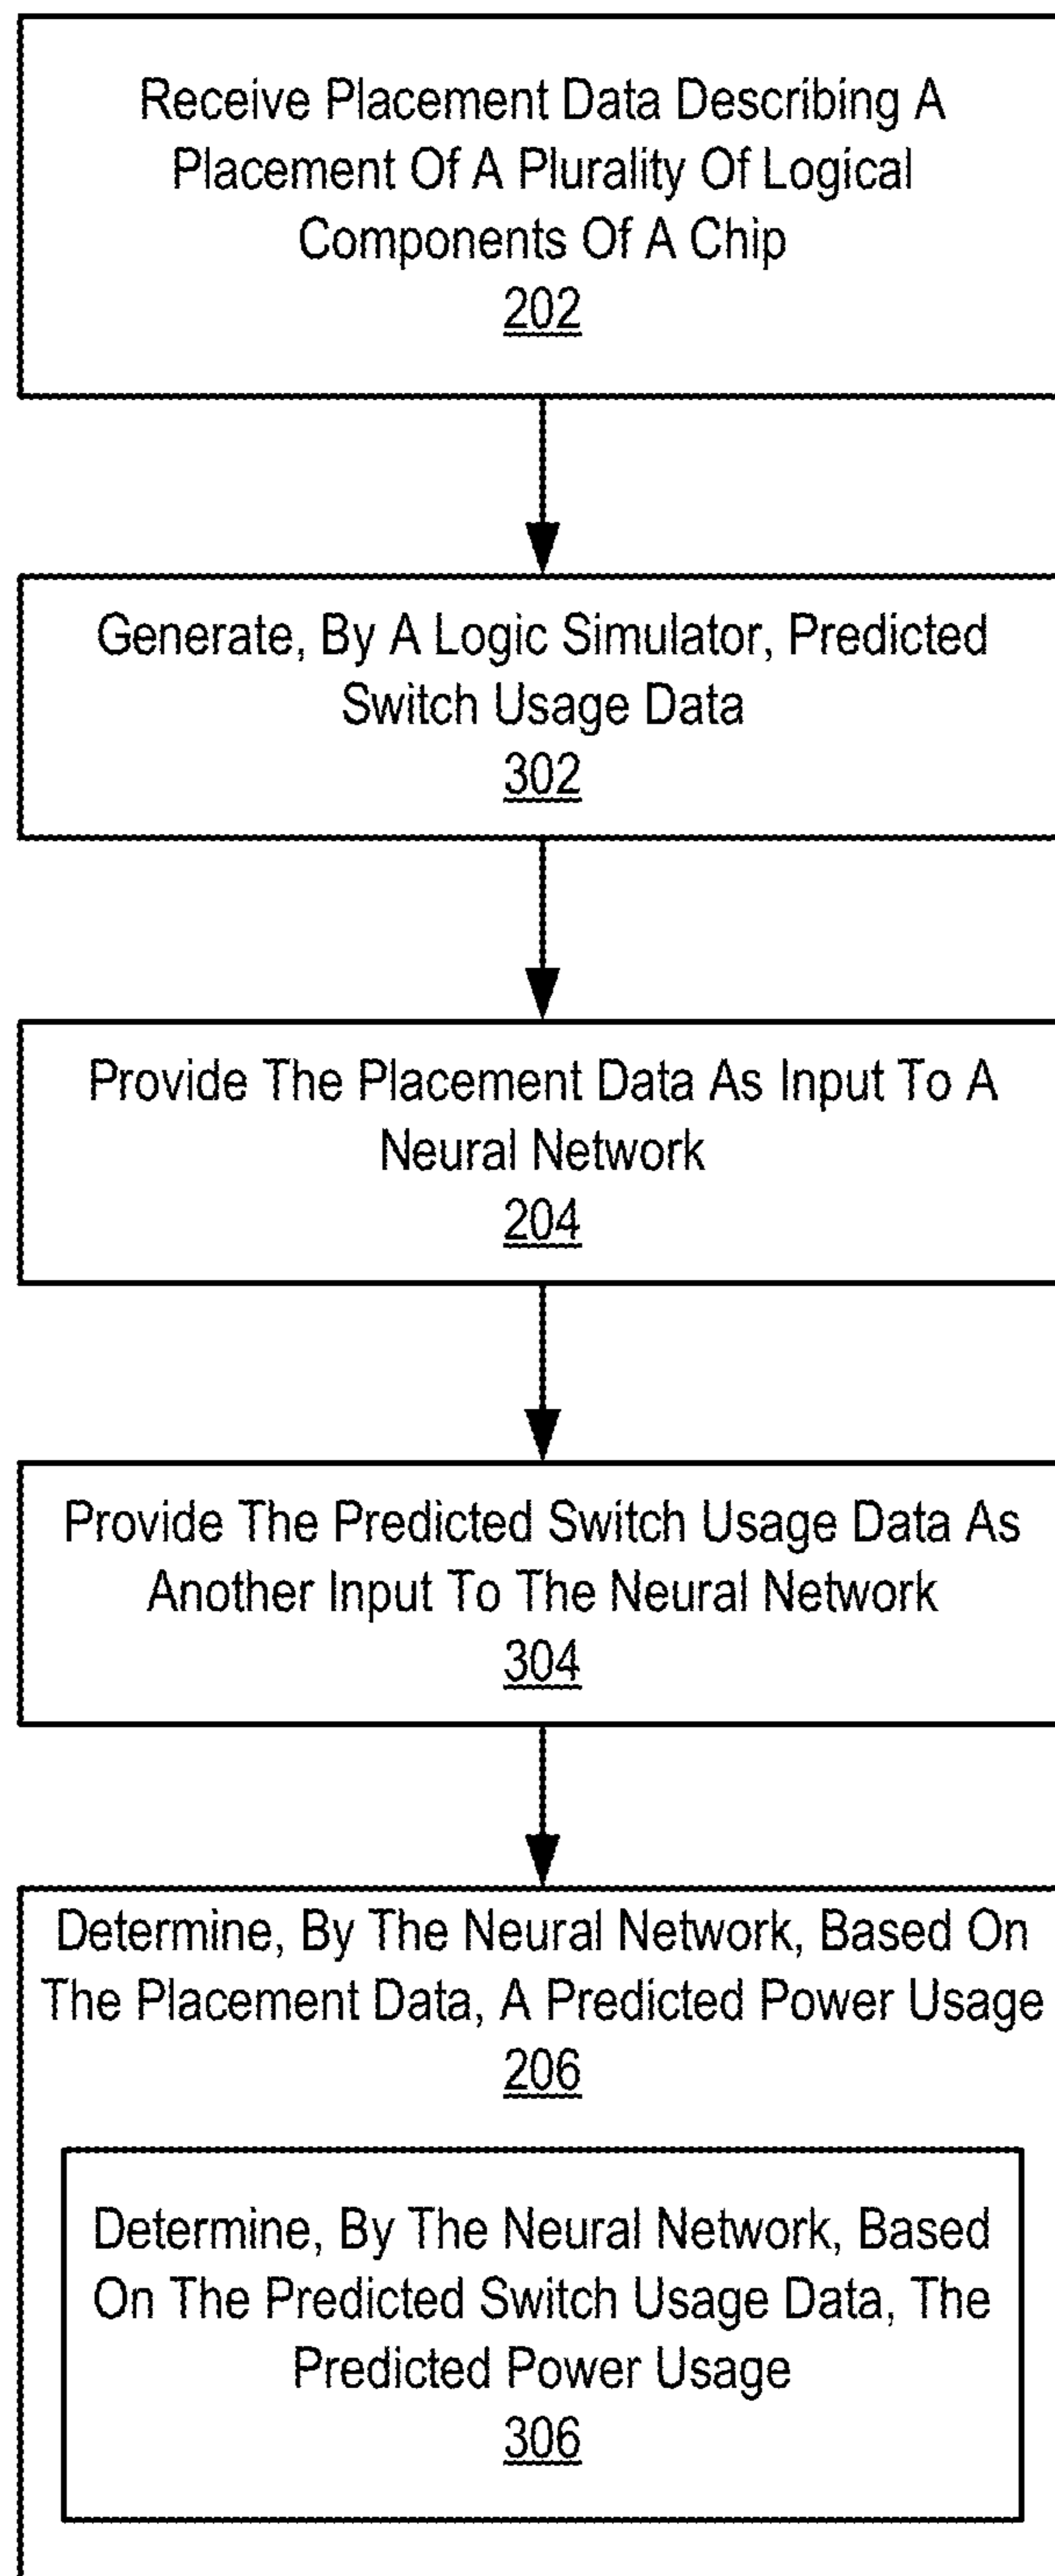 Receive Placement Data Describing A
Placement Of A Plurality Of Logical
Components Of A Chip
202
Generate, By A Logic Simulator, Predicted
Switch Usage Data
302
Provide The Placement Data As Input To A
Neural Network
204
Provide The Predicted Switch Usage Data As
Another Input To The Neural Network
304
Determine, By The Neural Network, Based On
The Placement Data, A Predicted Power Usage
206
Determine, By The Neural Network, Based
On The Predicted Switch Usage Data, The
Predicted Power Usage
306